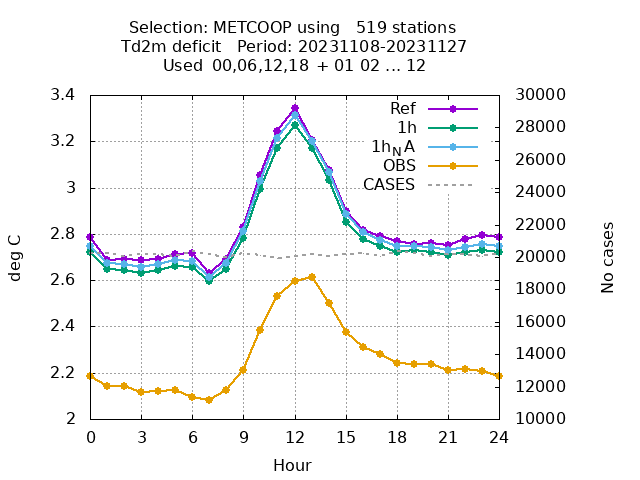 Selection: METCOOP using   519 stations
Td2m deficit   Period: 20231108-20231127
Used 00,06,12,18 + 01 02 ... 12
3.4
3.2
3
2.8
2.6
2.4
2.2
2
30000
28000
26000
24000
22000
20000
18000
16000
14000
12000
10000
Ref
1h
1h_NA
OBS
CASES
deg C
No cases
0 3 6 9 12 15 18 21 24
Hour